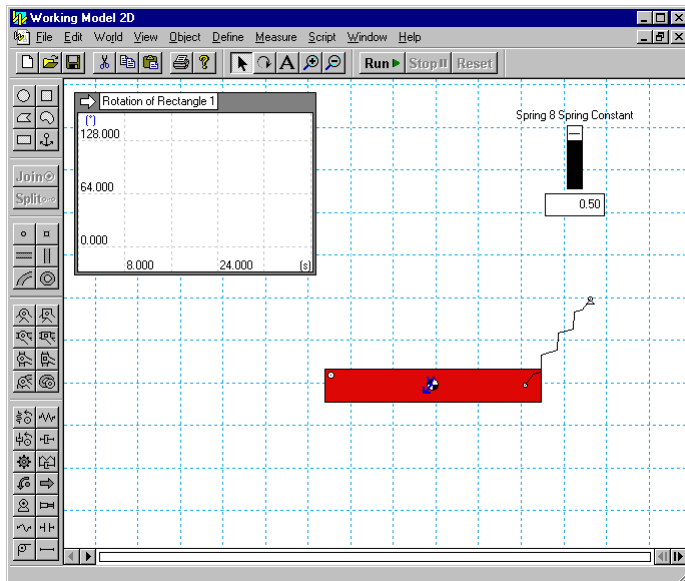 Working Model 2D
File Edit World View Object Define Measure Script Window Help
Run Stop Reset
Join
Split
Rotation of Rectangle 1
(°)
128.000
64.000
0.000
8.000 24.000 (s)
Spring 8 Spring Constant
0.50